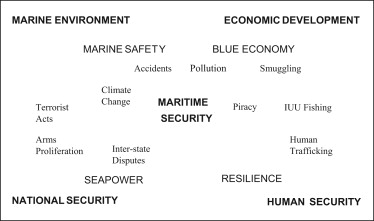 MARINE ENVIRONMENT
ECONOMIC DEVELOPMENT
MARINE SAFETY
BLUE ECONOMY
Accidents
Pollution
Smuggling
Climate
Change
MARITIME
SECURITY
Terrorist
Acts
Piracy
IUU Fishing
Arms
Proliferation
Inter-state
Disputes
Human
Trafficking
SEAPOWER
RESILIENCE
NATIONAL SECURITY
HUMAN SECURITY